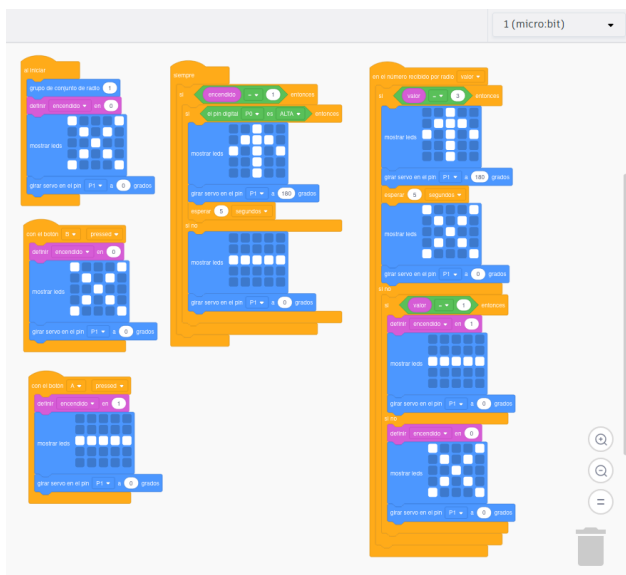 1 (micro:bit)
al iniciar
grupo de conjunto de radio 1
definir encendido en 0
mostrar leds
girar servo en el pin P1 a 0 grados
con el botón B pressed
definir encendido en 0
mostrar leds
girar servo en el pin P1 a 0 grados
con el botón A pressed
definir encendido en 1
mostrar leds
girar servo en el pin P1 a 0 grados
siempre
si encendido = 1 entonces
si el pin digital P0 es ALTA entonces
mostrar leds
girar servo en el pin P1 a 180 grados
esperar 5 segundos
si no
mostrar leds
girar servo en el pin P1 a 0 grados
en el número recibido por radio valor
si valor = 3 entonces
mostrar leds
girar servo en el pin P1 a 180 grados
esperar 5 segundos
mostrar leds
girar servo en el pin P1 a 0 grados
si no
si valor = 1 entonces
definir encendido en 1
mostrar leds
girar servo en el pin P1 a 0 grados
si no
definir encendido en 0
mostrar leds
girar servo en el pin P1 a 0 grados